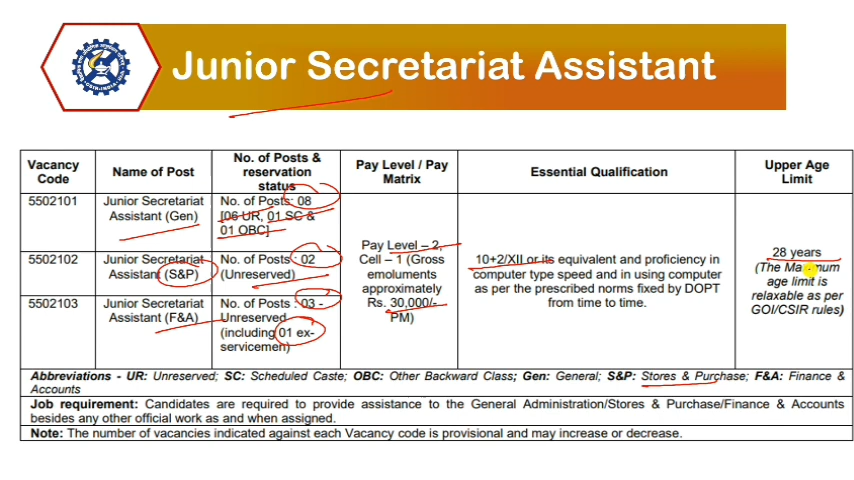 Junior Secretariat Assistant
Vacancy Code
Name of Post
No. of Posts & reservation status
Pay Level / Pay Matrix
Essential Qualification
Upper Age Limit
5502101
Junior Secretariat
Assistant (Gen)
No. of Posts: 08
[06 UR, 01 SC &
01 OBC]
5502102
Junior Secretariat
Assistant (S&P)
No. of Posts : 02
(Unreserved)
5502103
Junior Secretariat
Assistant (F&A)
No. of Posts : 03 -
Unreserved
(including 01 ex-
servicemen)
Pay Level – 2,
Cell – 1 (Gross
emoluments
approximately
Rs. 30,000/-
PM)
10+2/XII or its equivalent and proficiency in
computer type speed and in using computer
as per the prescribed norms fixed by DOPT
from time to time.
28 years
(The Maximum
age limit is
relaxable as per
GOI/CSIR rules)
Abbreviations - UR: Unreserved; SC: Scheduled Caste; OBC: Other Backward Class; Gen: General; S&P: Stores & Purchase; F&A: Finance &
Accounts
Job requirement: Candidates are required to provide assistance to the General Administration/Stores & Purchase/Finance & Accounts
besides any other official work as and when assigned.
Note: The number of vacancies indicated against each Vacancy code is provisional and may increase or decrease.